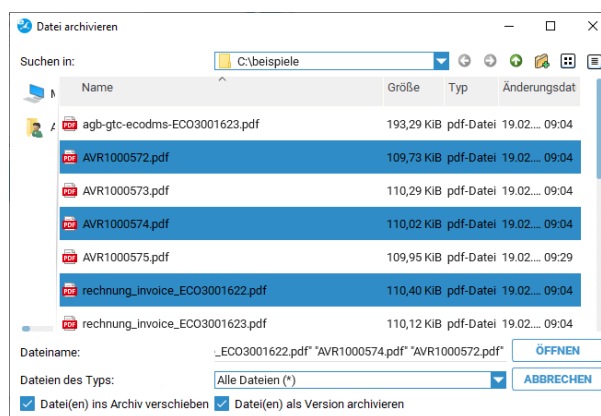 Datei archivieren
Suchen in: C:\beispiele
Name Größe Typ Änderungsdat
agb-gtc-ecodms-ECO3001623.pdf 193,29 KiB pdf-Datei 19.02.... 09:04
AVR1000572.pdf 109,73 KiB pdf-Datei 19.02.... 09:04
AVR1000573.pdf 110,29 KiB pdf-Datei 19.02.... 09:04
AVR1000574.pdf 110,02 KiB pdf-Datei 19.02.... 09:04
AVR1000575.pdf 109,95 KiB pdf-Datei 19.02.... 09:29
rechnung_invoice_ECO3001622.pdf 110,40 KiB pdf-Datei 19.02.... 09:04
rechnung_invoice_ECO3001623.pdf 110,12 KiB pdf-Datei 19.02.... 09:04
Dateiname: _ECO3001622.pdf" "AVR1000574.pdf" "AVR1000572.pdf" ÖFFNEN
Dateien des Typs: Alle Dateien (*) ABBRECHEN
Datei(en) ins Archiv verschieben Datei(en) als Version archivieren